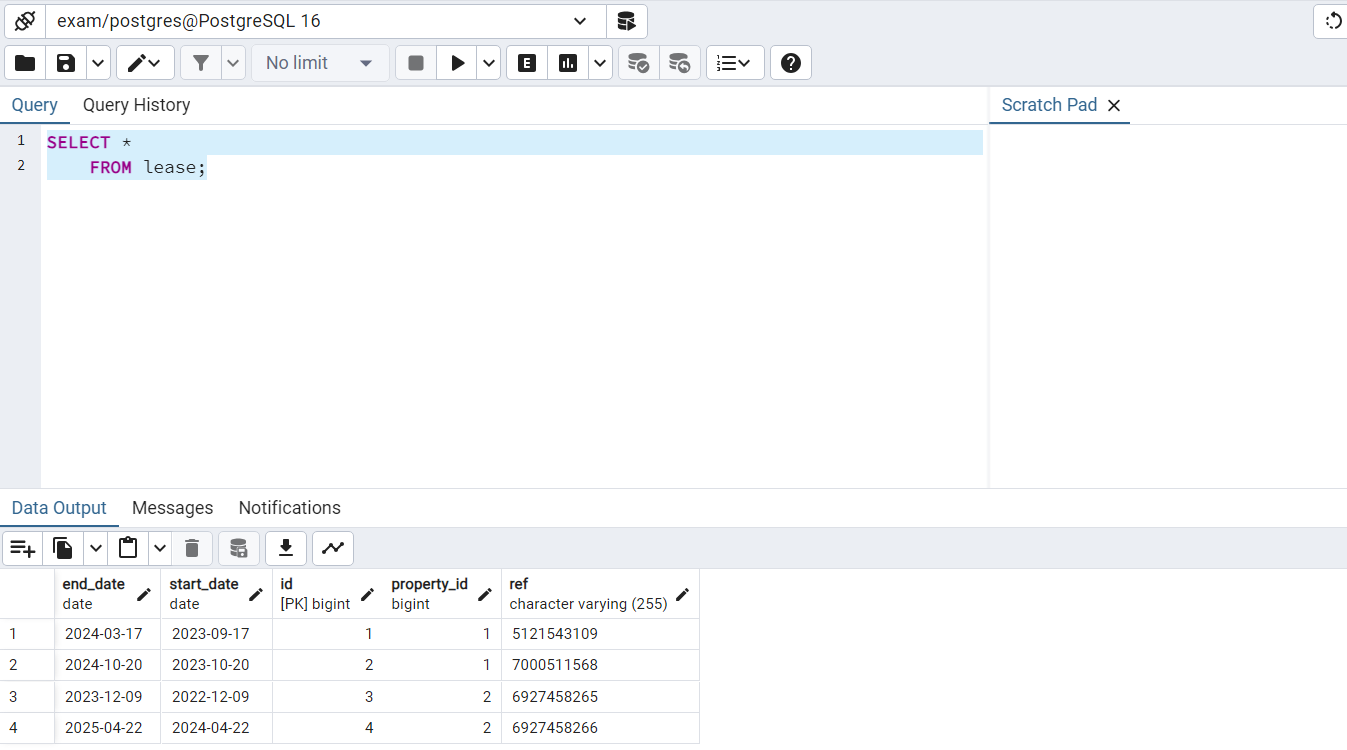 exam/postgres@PostgreSQL 16
No limit
E
Query Query History
Scratch Pad
1 SELECT *
2 FROM lease;
Data Output Messages Notifications
end_date start_date id property_id ref
date date [PK] bigint bigint character varying (255)
1 2024-03-17 2023-09-17 1 1 5121543109
2 2024-10-20 2023-10-20 2 1 7000511568
3 2023-12-09 2022-12-09 3 2 6927458265
4 2025-04-22 2024-04-22 4 2 6927458266